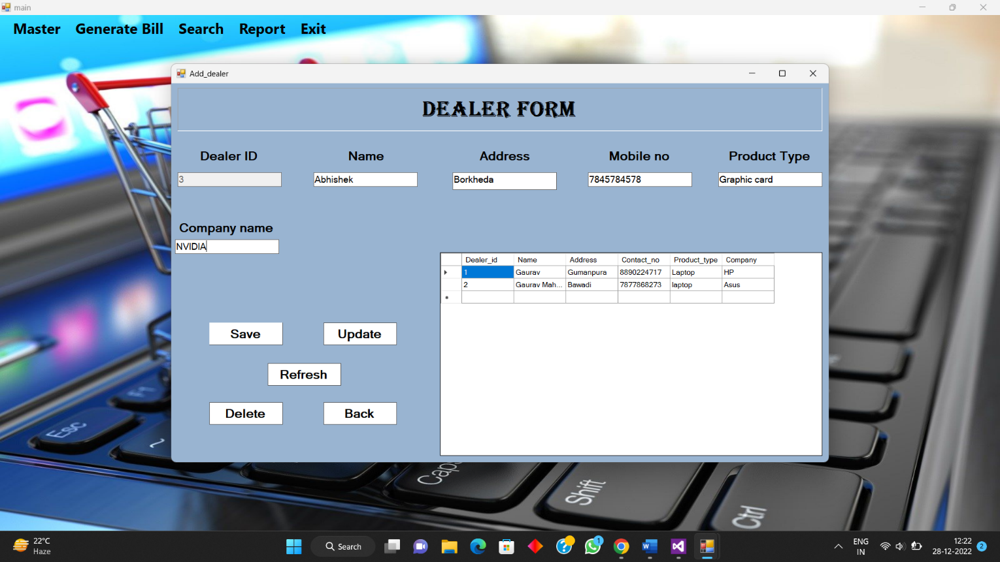 main
Master Generate Bill Search Report Exit
Add_dealer
DEALER FORM
Dealer ID Name Address Mobile no Product Type
3 Abhishek Borkheda 7845784578 Graphic card
Company name
NVIDIA
Dealer_id Name Address Contact_no Product_type Company
1 Gaurav Gumanpura 8890224717 Laptop HP
2 Gaurav Mah... Bawadi 7877868273 laptop Asus
Save Update
Refresh
Delete Back
Esc
~
F1
Caps
Shift
Ctrl
22°C
Haze
Search
1
ENG
IN
12:22
28-12-2022
2